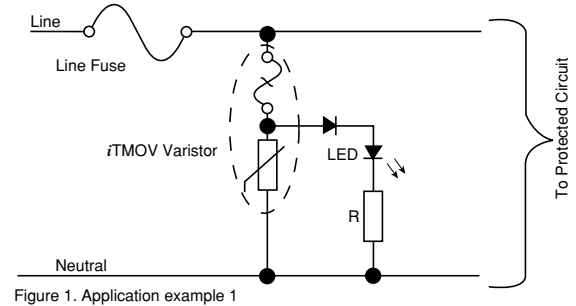 Line
Line Fuse
iTMOV Varistor
LED
R
To Protected Circuit
Neutral
Figure 1. Application example 1